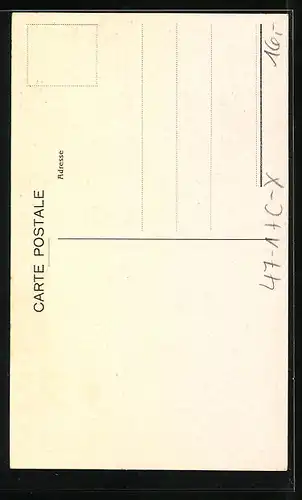 CARTE POSTALE
Adresse
16,-
47-1+C-X